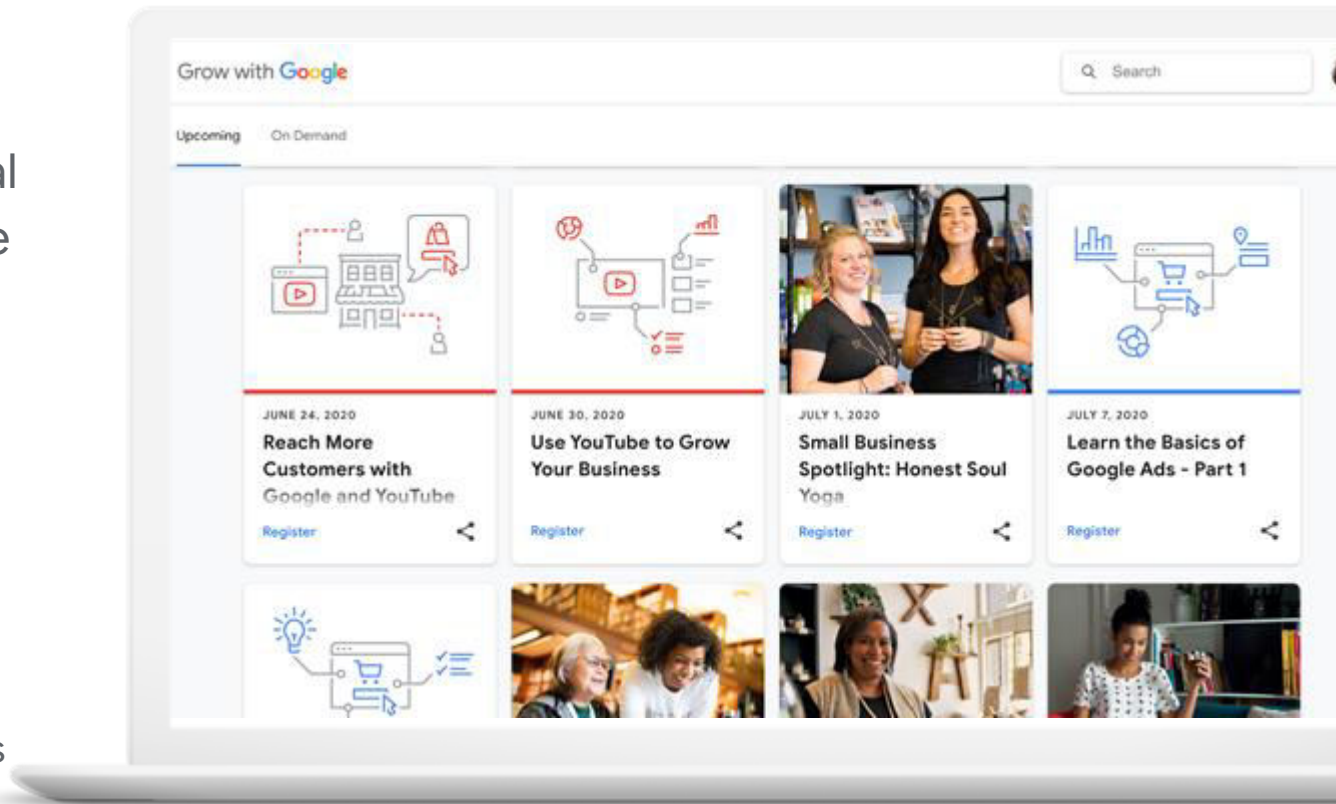 al
e
s
Grow with Google
Search
Upcoming
On Demand
JUNE 24, 2020
Reach More
Customers with
Google and YouTube
Register
JUNE 30, 2020
Use YouTube to Grow
Your Business
Register
JULY 1, 2020
Small Business
Spotlight: Honest Soul
Yoga
Register
JULY 7, 2020
Learn the Basics of
Google Ads - Part 1
Register